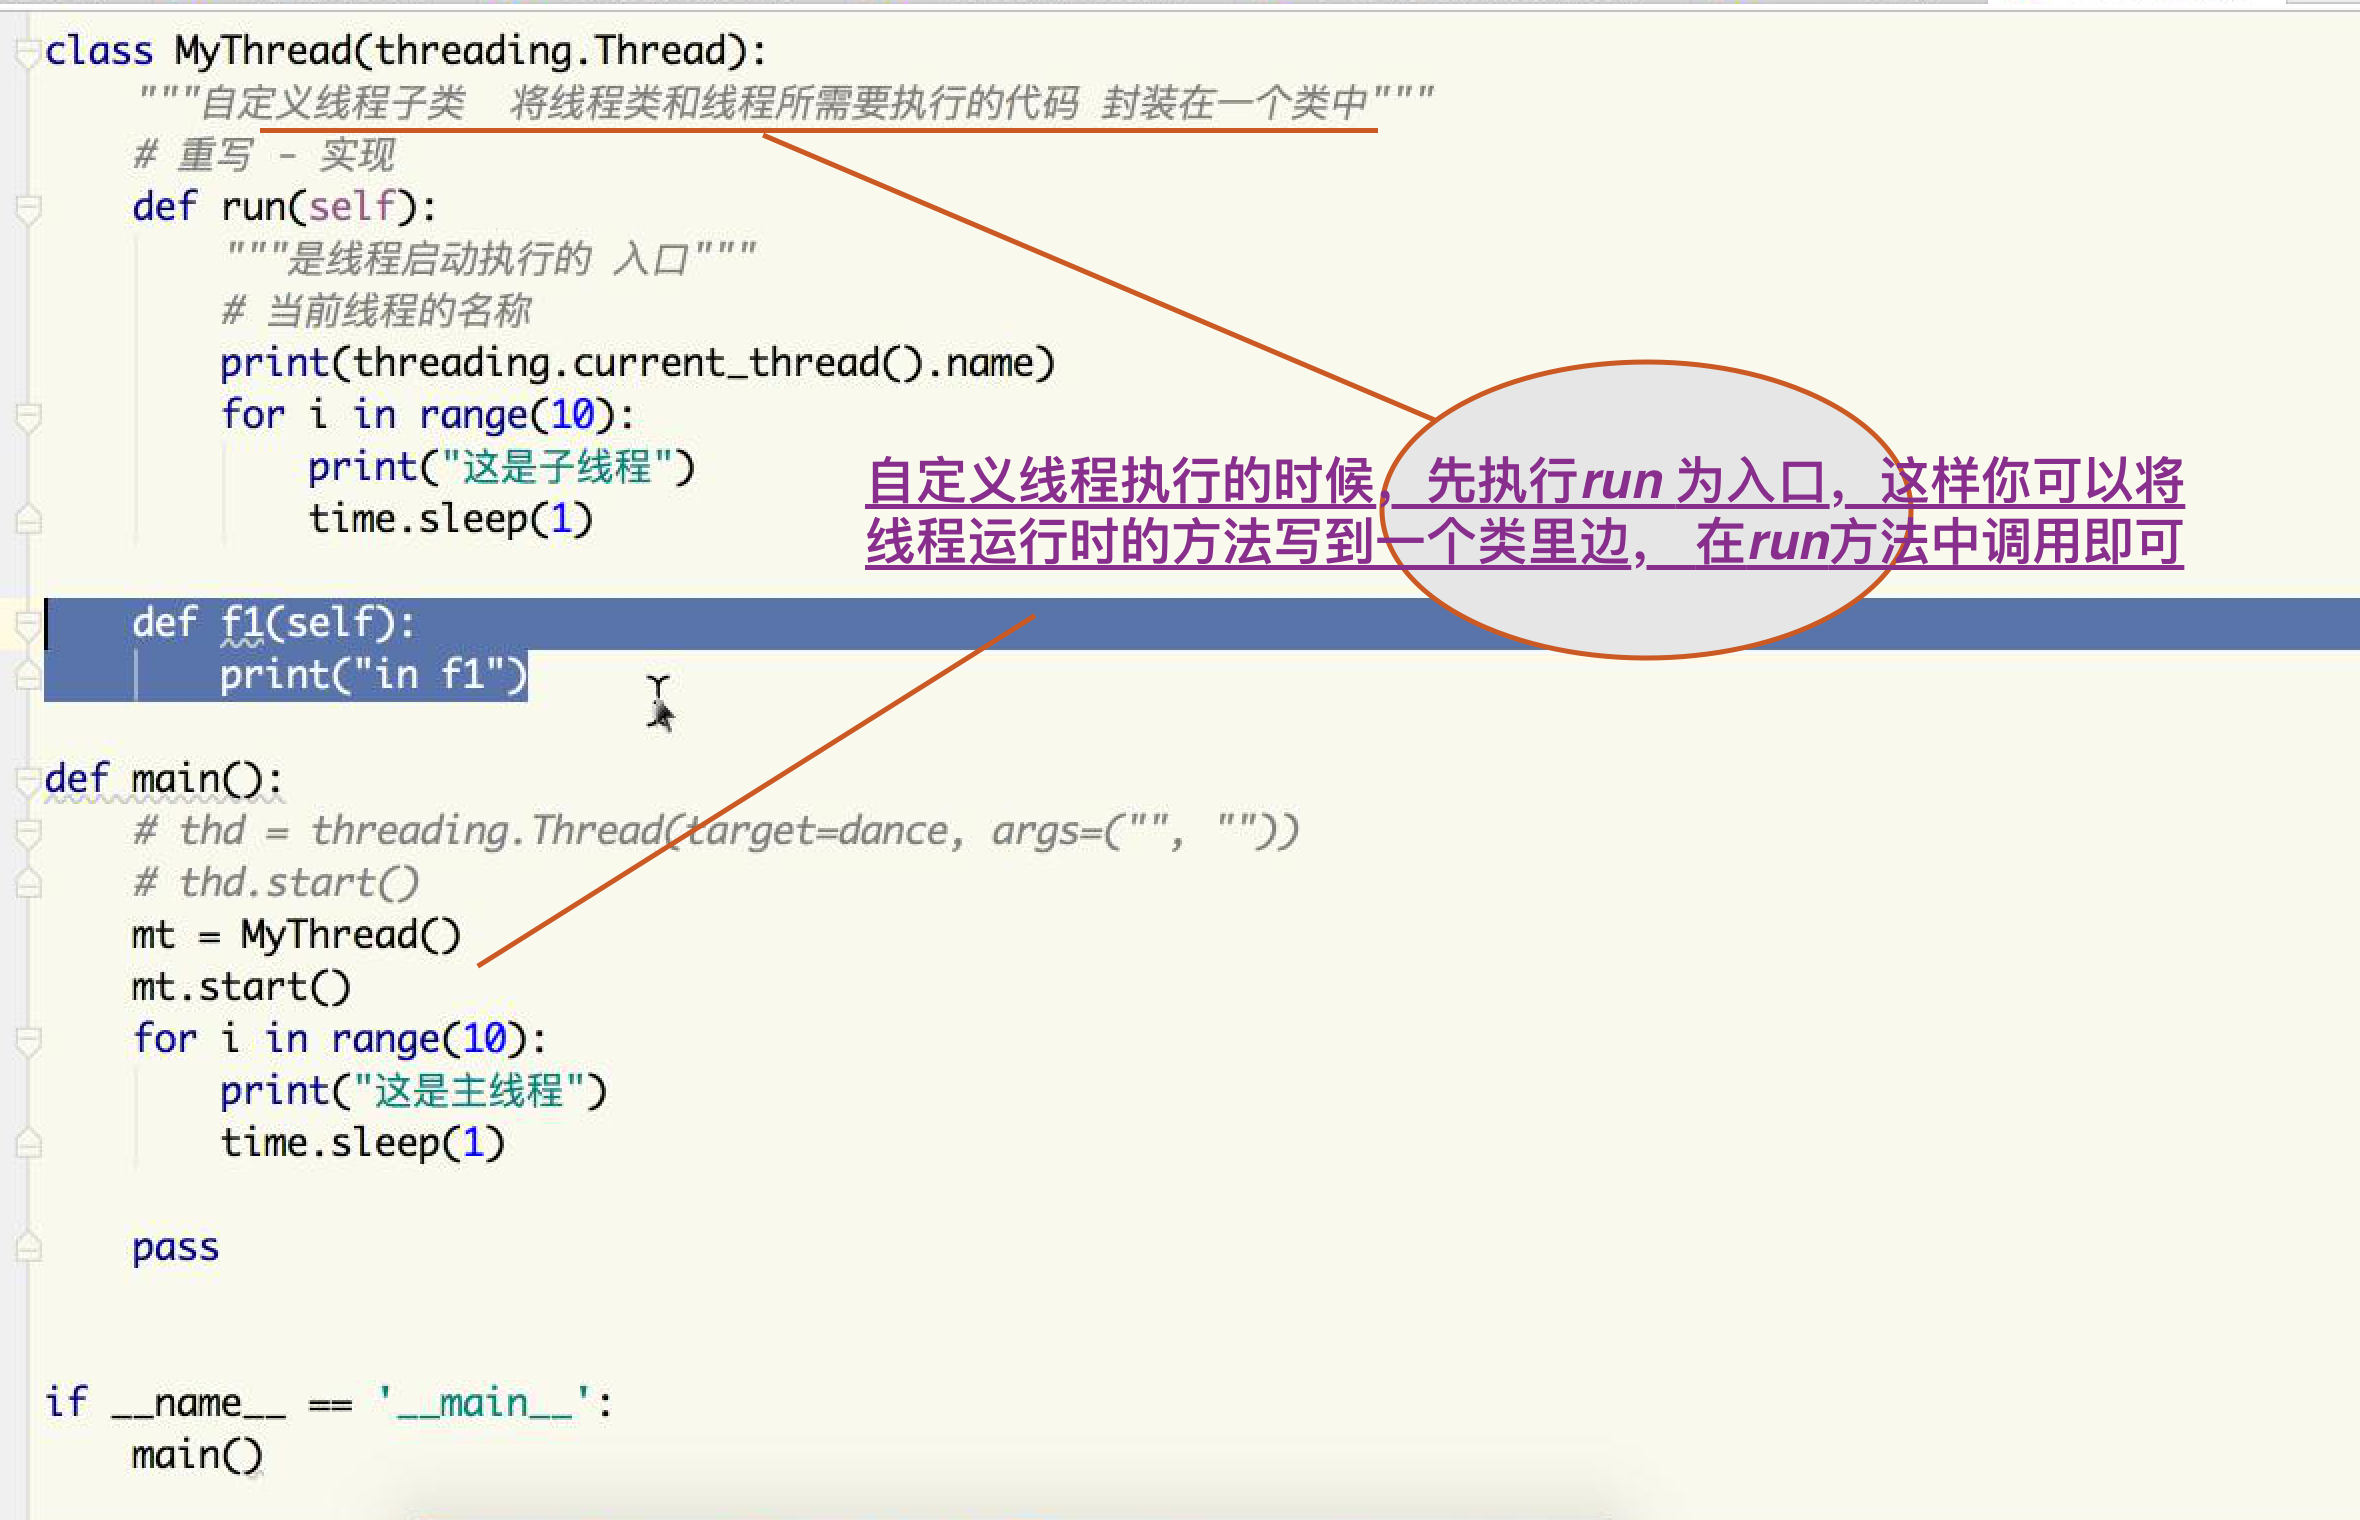 class MyThread(threading.Thread):
    """自定义线程子类  将线程类和线程所需要执行的代码 封装在一个类中"""
    # 重写 - 实现
    def run(self):
        """是线程启动执行的 入口"""
        # 当前线程的名称
        print(threading.current_thread().name)
        for i in range(10):
            print("这是子线程")
            time.sleep(1)
自定义线程执行的时候，先执行run 为入口，这样你可以将
线程运行时的方法写到一个类里边， 在run方法中调用即可
    def f1(self):
        print("in f1")
def main():
    # thd = threading.Thread(target=dance, args=("", ""))
    # thd.start()
    mt = MyThread()
    mt.start()
    for i in range(10):
        print("这是主线程")
        time.sleep(1)
    pass
if __name__ == '__main__':
    main()